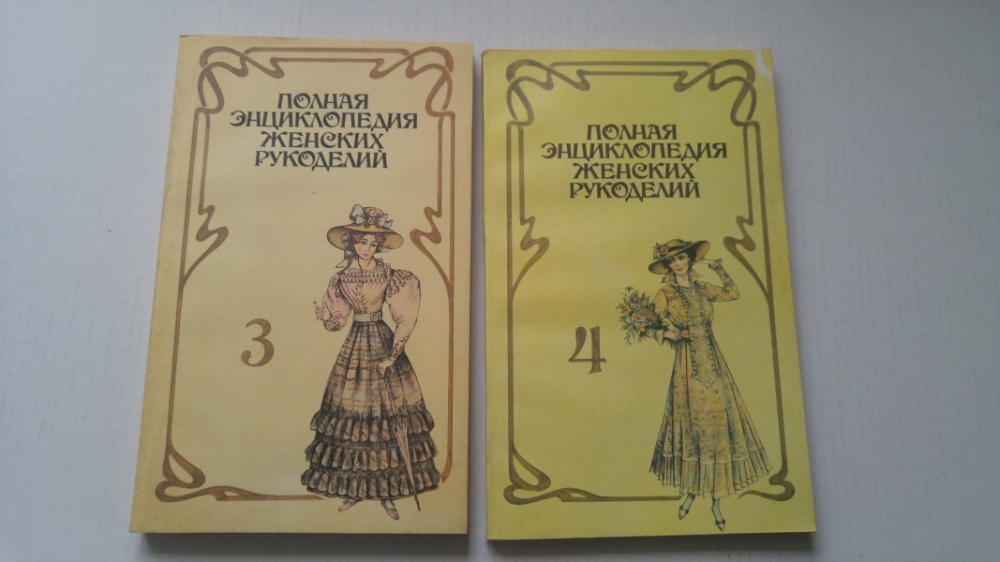 ПОЛНАЯ
ЭНЦИКЛОПЕДИЯ
ЖЕНСКИХ
РУКОДЕЛИЙ
3
ПОЛНАЯ
ЭНЦИКЛОПЕДИЯ
ЖЕНСКИХ
РУКОДЕЛИЙ
4